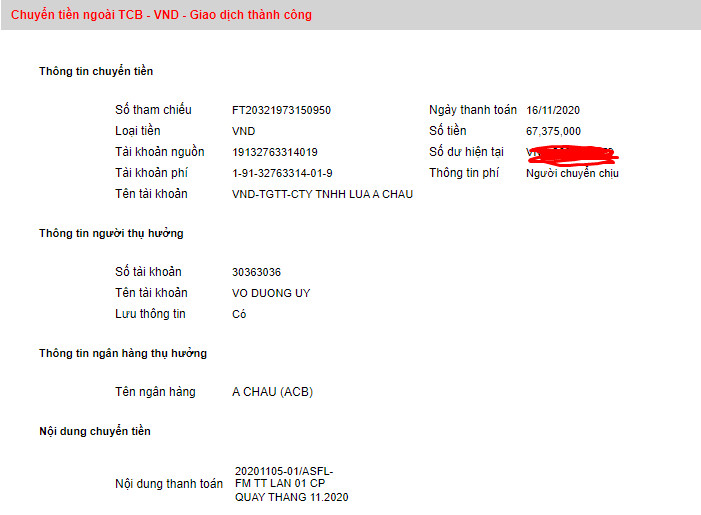 Chuyển tiền ngoài TCB - VND - Giao dịch thành công
Thông tin chuyển tiền
Số tham chiếu FT20321973150950 Ngày thanh toán 16/11/2020
Loại tiền VND Số tiền 67,375,000
Tài khoản nguồn 19132763314019 Số dư hiện tại
Tài khoản phí 1-91-32763314-01-9 Thông tin phí Người chuyển chịu
Tên tài khoản VND-TGTT-CTY TNHH LUA A CHAU
Thông tin người thụ hưởng
Số tài khoản 30363036
Tên tài khoản VO DUONG UY
Lưu thông tin Có
Thông tin ngân hàng thụ hưởng
Tên ngân hàng A CHAU (ACB)
Nội dung chuyển tiền
Nội dung thanh toán 20201105-01/ASFL-
FM TT LAN 01 CP
QUAY THANG 11.2020